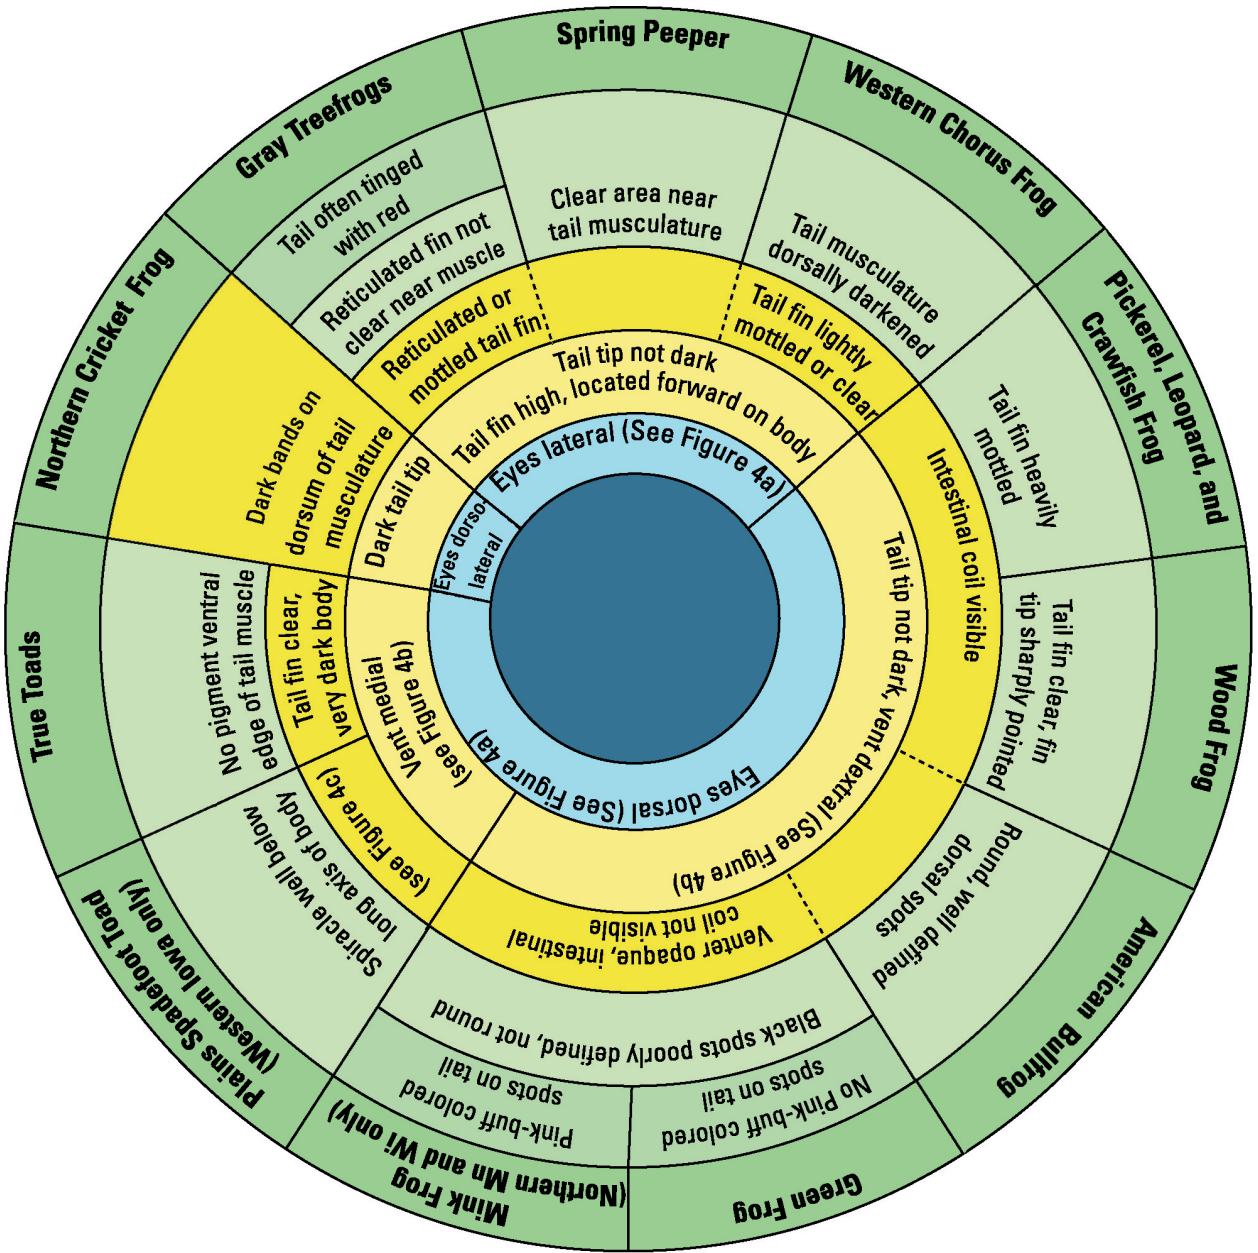 Spring Peeper
Clear area near
tail musculature
Western Chorus Frog
Tail musculature
dorsally darkened
Tail fin lightly
mottled or clear
Pickerel, Leopard, and
Crawfish Frog
Tail fin heavily
mottled
Intestinal coil visible
Wood Frog
Tail fin clear, fin
tip sharply pointed
American Bullfrog
Round, well defined
dorsal spots
Green Frog
No Pink-buff colored
spots on tail
Black spots poorly defined, not round
Venter opaque, intestinal
coil not visible
Mink Frog
(Northern Mn and Wi only)
Pink-buff colored
spots on tail
Plains Spadefoot Toad
(Western Iowa only)
Spiracle well below
long axis of body
(see Figure 4c)
True Toads
No pigment ventral
edge of tail muscle
Tail fin clear,
very dark body
Vent medial
(see Figure 4b)
Northern Cricket Frog
Dark bands on
dorsum of tail
musculature
Dark tail tip
Eyes dorso-
lateral
Gray Treefrogs
Tail often tinged
with red
Reticulated fin not
clear near muscle
Reticulated or
mottled tail fin
Tail tip not dark
Tail fin high, located forward on body
Eyes lateral (See Figure 4a)
Tail tip not dark, vent dextral (See Figure 4b)
Eyes dorsal (See Figure 4a)